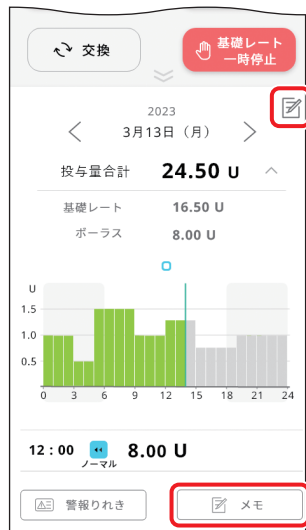 交換
基礎レート
一時停止
2023
3月13日（月）
投与量合計 24.50 U
基礎レート 16.50 U
ボーラス 8.00 U
U
1.5
1.0
0.5
0 3 6 9 12 15 18 21 24
12：00 ノーマル 8.00 U
警報りれき
メモ